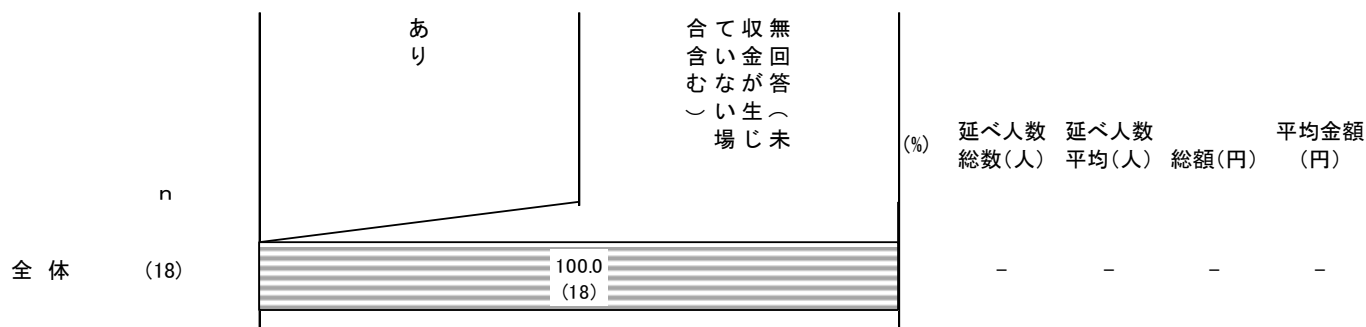 あり
無回答（未
収金が生じ
ていない場
合含む）
(%)
延べ人数
総数(人)
延べ人数
平均(人)
総額(円)
平均金額
(円)
n
全 体 (18)
100.0
(18)
－ － － －